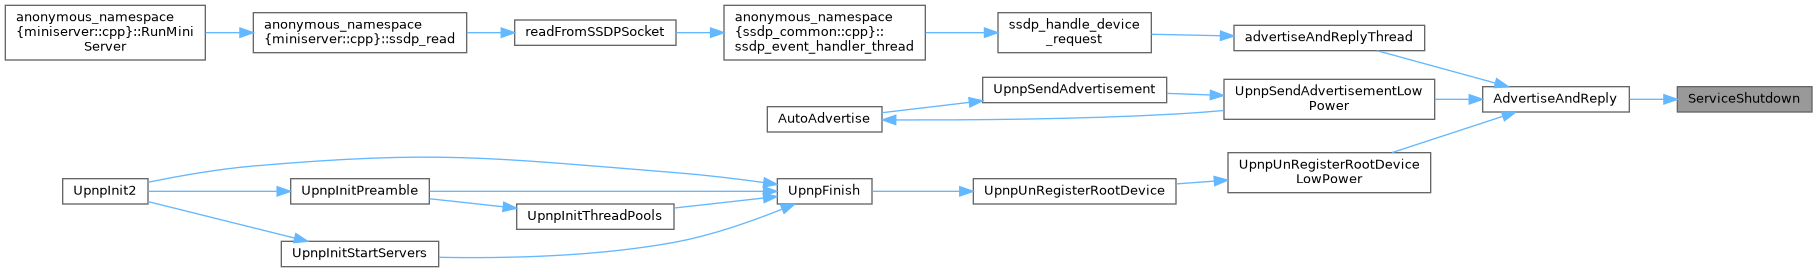 anonymous_namespace
{miniserver::cpp}::RunMini
Server
anonymous_namespace
{miniserver::cpp}::ssdp_read
readFromSSDPSocket
anonymous_namespace
{ssdp_common::cpp}::
ssdp_event_handler_thread
ssdp_handle_device
_request
advertiseAndReplyThread
UpnpSendAdvertisement
UpnpSendAdvertisementLow
Power
AdvertiseAndReply
ServiceShutdown
AutoAdvertise
UpnpUnRegisterRootDevice
LowPower
UpnpInit2
UpnpInitPreamble
UpnpFinish
UpnpUnRegisterRootDevice
UpnpInitThreadPools
UpnpInitStartServers